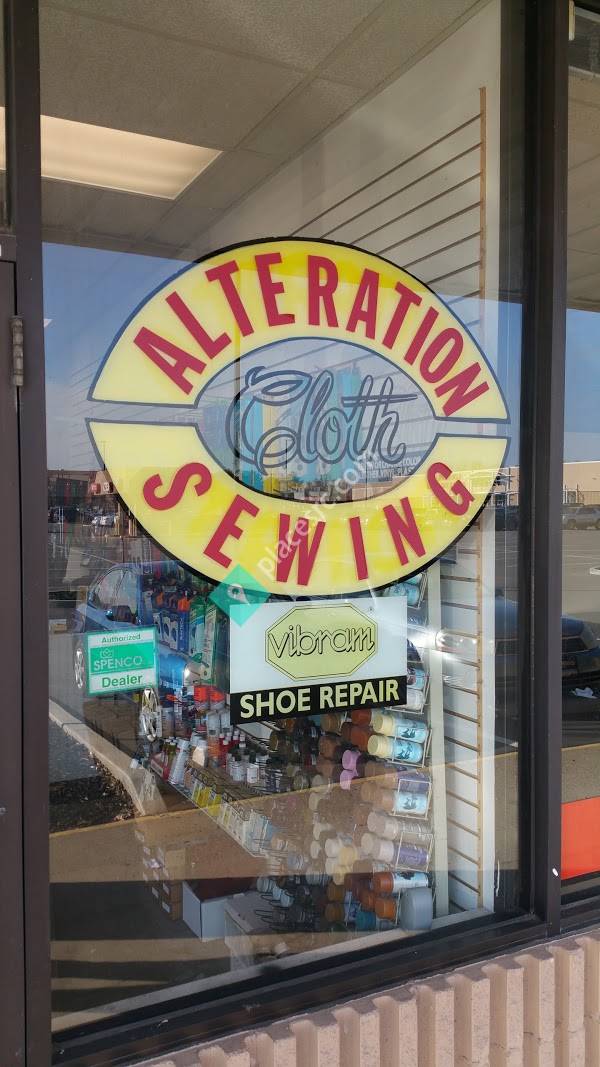 ALTERATION
Cloth
SEWING
vibram
SHOE REPAIR
Authorized
SPENCO
Dealer